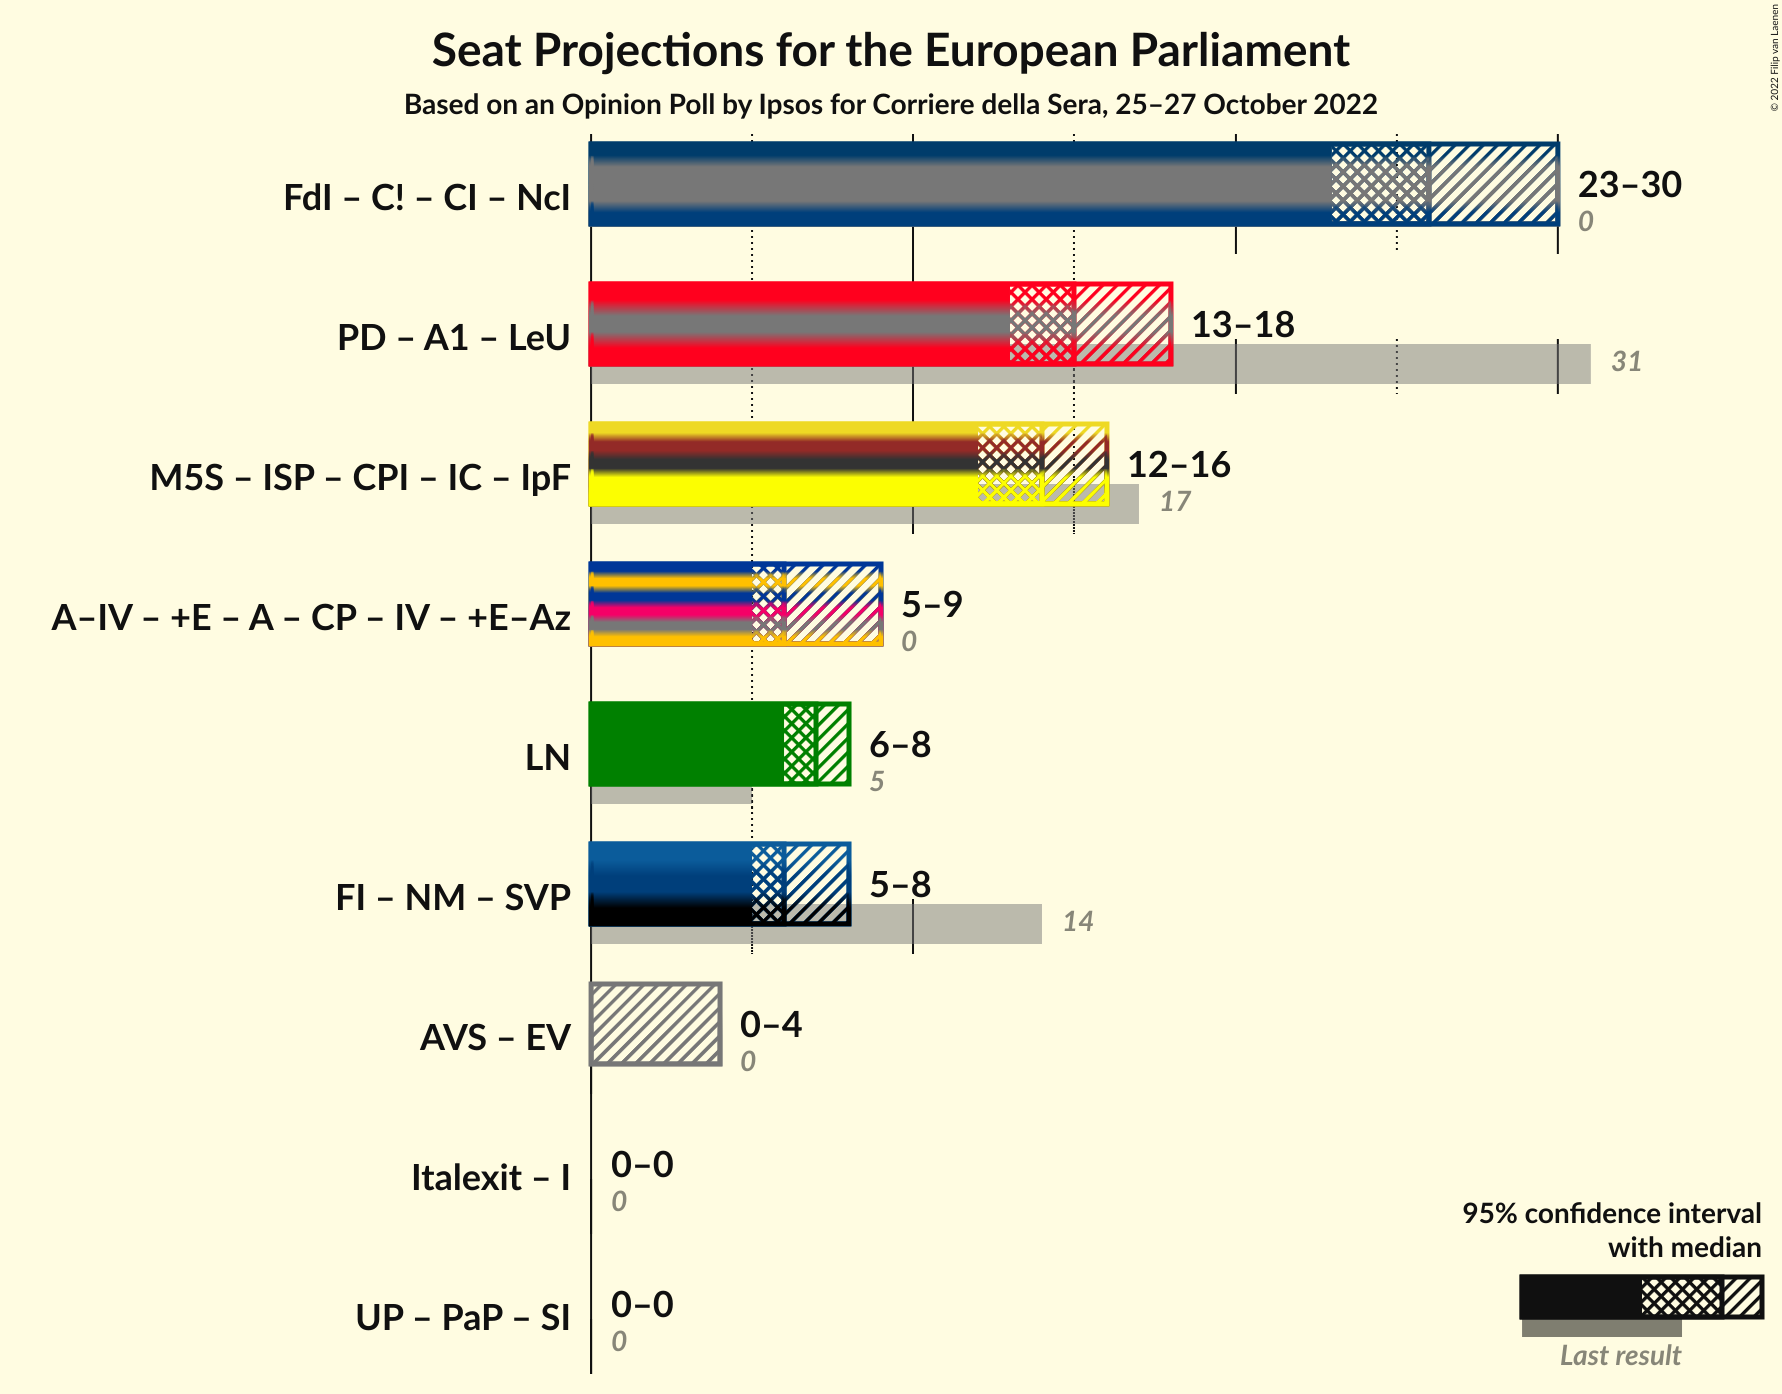 Seat Projections for the European Parliament
Based on an Opinion Poll by Ipsos for Corriere della Sera, 25–27 October 2022
© 2022 Filip van Laenen
FdI – C! – CI – NcI
23–30
0
PD – A1 – LeU
13–18
31
M5S – ISP – CPI – IC – IpF
12–16
17
A–IV – +E – A – CP – IV – +E–Az
5–9
0
LN
6–8
5
FI – NM – SVP
5–8
14
AVS – EV
0–4
0
Italexit – I
0–0
0
UP – PaP – SI
0–0
0
95% confidence interval
with median
Last result